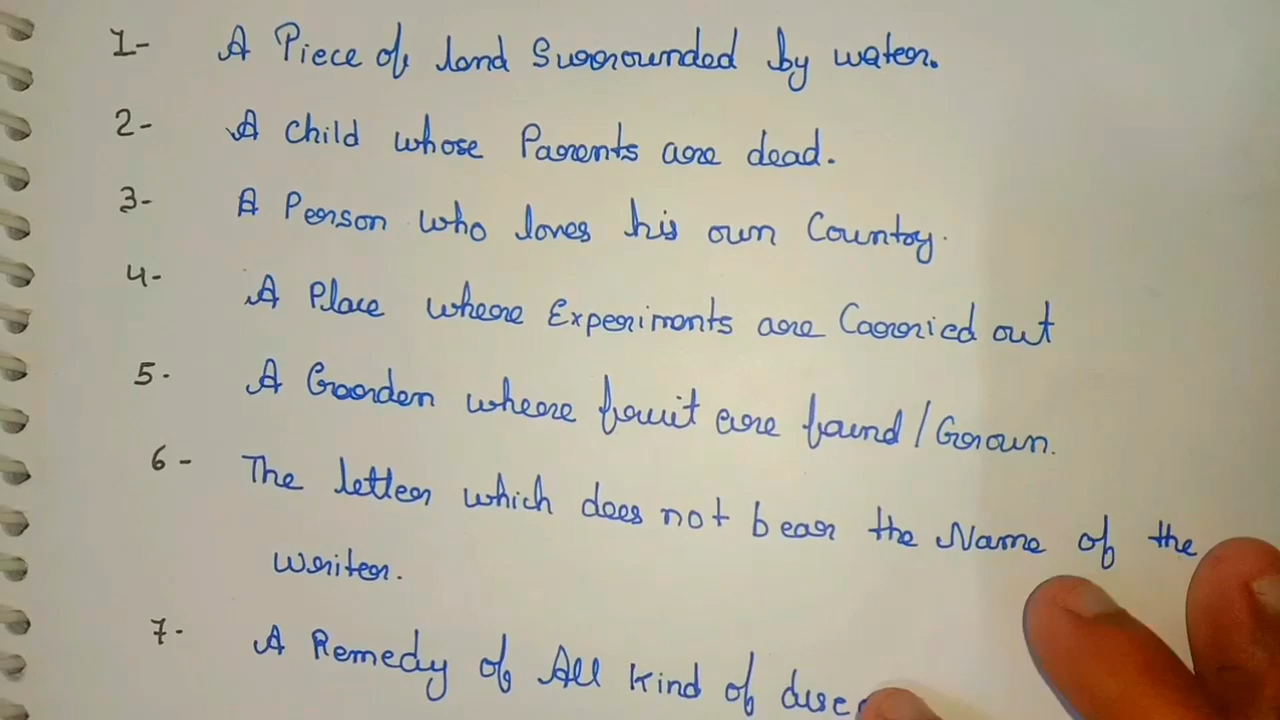 1- A Piece of land Surrounded by water.
2- A child whose Parents are dead.
3- A Person who loves his own Country.
4- A Place where Experiments are Carried out
5. A Garden where fruit are found/Grown.
6- The letter which does not bear the Name of the
writer.
7- A Remedy of All kind of